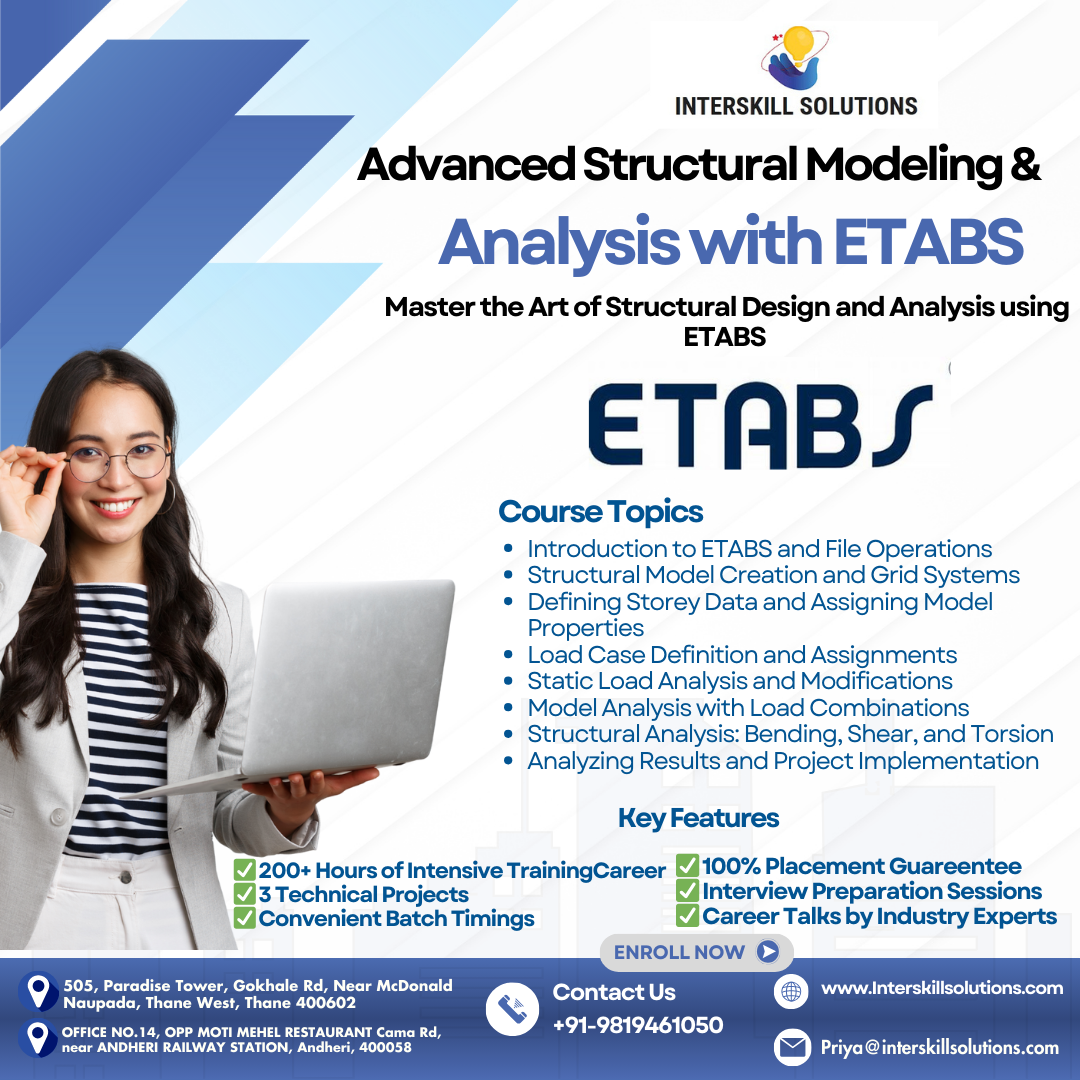 INTERSKILL SOLUTIONS
Advanced Structural Modeling &
Analysis with ETABS
Master the Art of Structural Design and Analysis using
ETABS
ETABS
Course Topics
• Introduction to ETABS and File Operations
• Structural Model Creation and Grid Systems
• Defining Storey Data and Assigning Model
Properties
• Load Case Definition and Assignments
• Static Load Analysis and Modifications
• Model Analysis with Load Combinations
• Structural Analysis: Bending, Shear, and Torsion
• Analyzing Results and Project Implementation
Key Features
✅200+ Hours of Intensive TrainingCareer
✅3 Technical Projects
✅Convenient Batch Timings
✅100% Placement Guareentee
✅Interview Preparation Sessions
✅Career Talks by Industry Experts
ENROLL NOW
505, Paradise Tower, Gokhale Rd, Near McDonald
Naupada, Thane West, Thane 400602
OFFICE NO.14, OPP MOTI MEHEL RESTAURANT Cama Rd,
near ANDHERI RAILWAY STATION, Andheri, 400058
Contact Us
+91-9819461050
www.Interskillsolutions.com
Priya@interskillsolutions.com